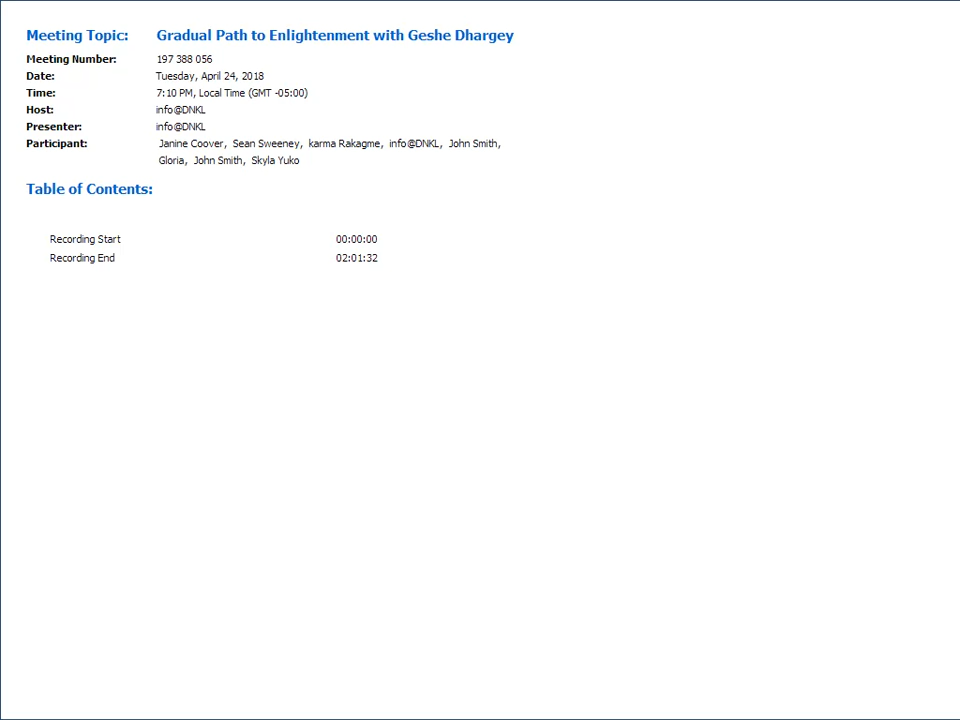 Meeting Topic: Gradual Path to Enlightenment with Geshe Dhargey
Meeting Number: 197 388 056
Date: Tuesday, April 24, 2018
Time: 7:10 PM, Local Time (GMT -05:00)
Host: info@DNKL
Presenter: info@DNKL
Participant: Janine Coover, Sean Sweeney, karma Rakagme, info@DNKL, John Smith,
Gloria, John Smith, Skyla Yuko
Table of Contents:
Recording Start 00:00:00
Recording End 02:01:32